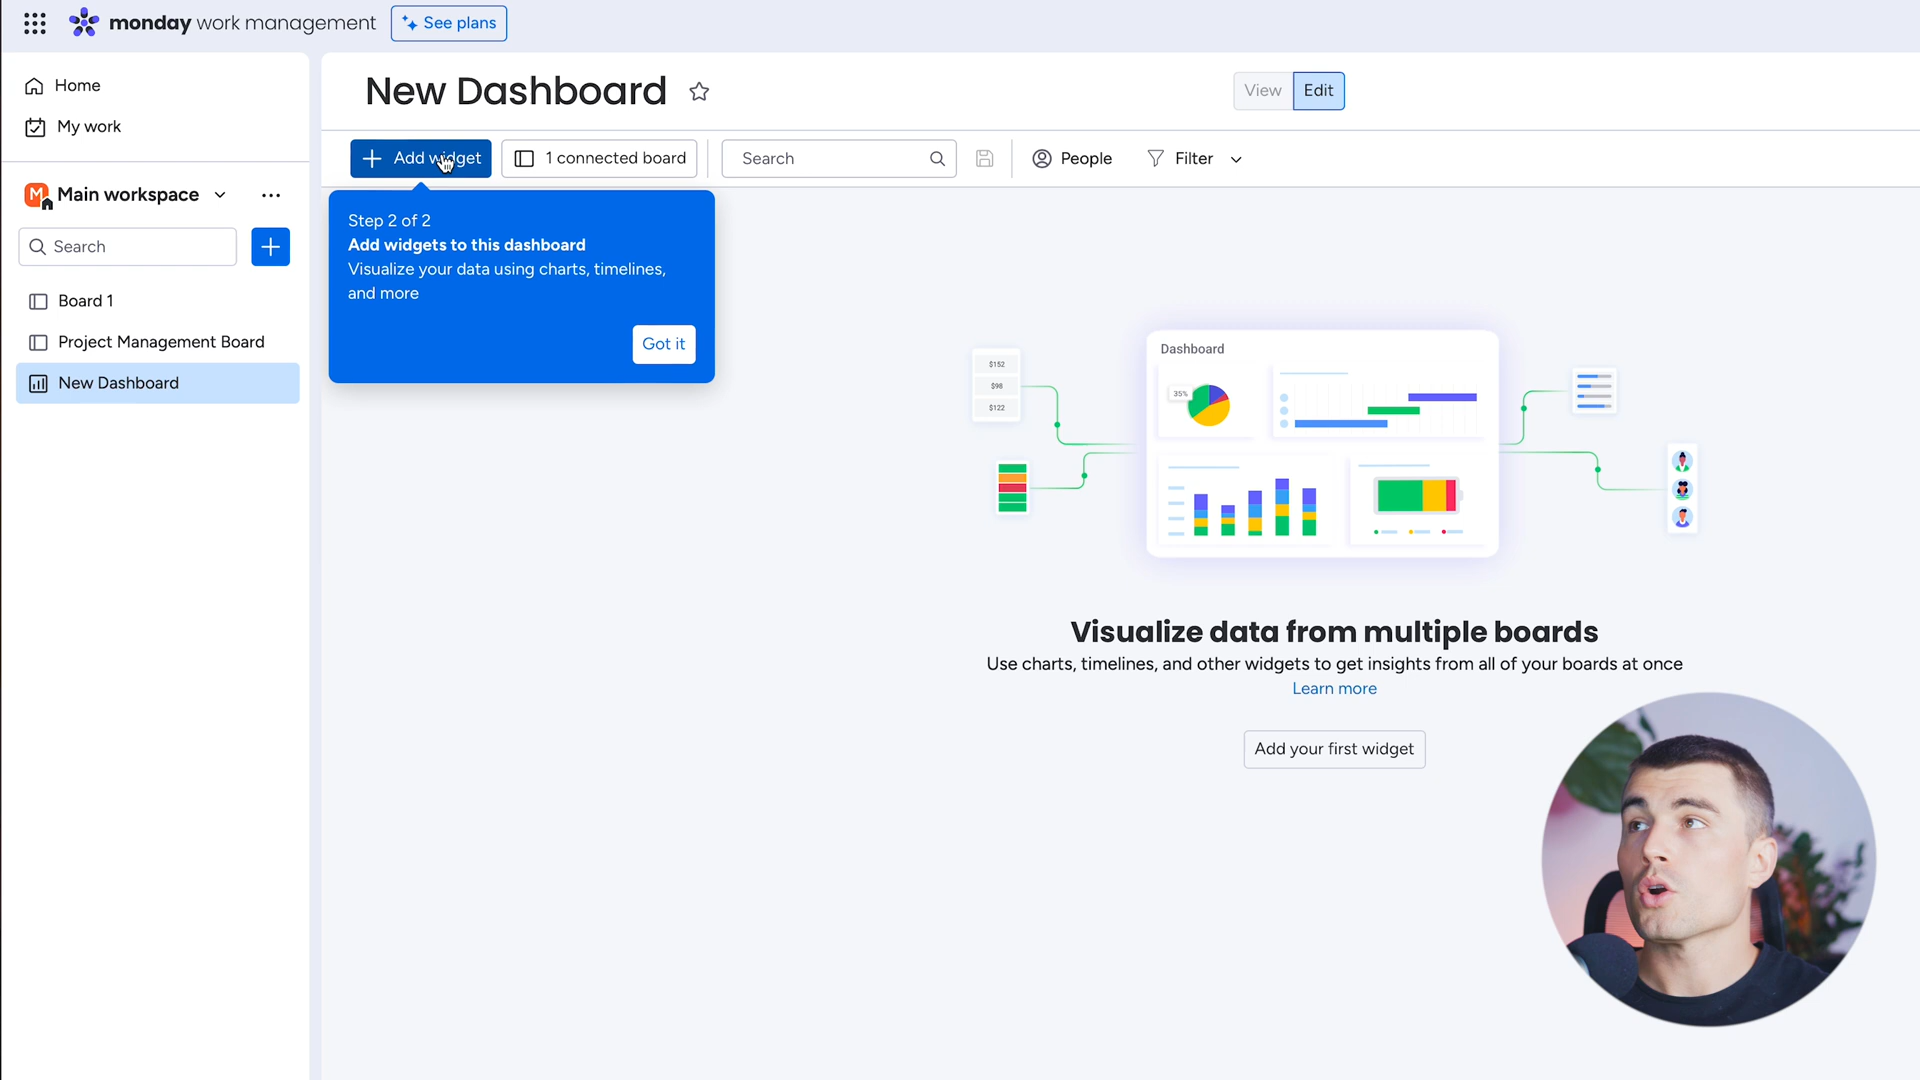 monday work management
See plans
Home
My work
Main workspace
Search
Board 1
Project Management Board
New Dashboard
New Dashboard
View
Edit
Add widget
1 connected board
Search
People
Filter
Step 2 of 2
Add widgets to this dashboard
Visualize your data using charts, timelines,
and more
Got it
$152
$98
$122
Dashboard
35%
Visualize data from multiple boards
Use charts, timelines, and other widgets to get insights from all of your boards at once
Learn more
Add your first widget
M